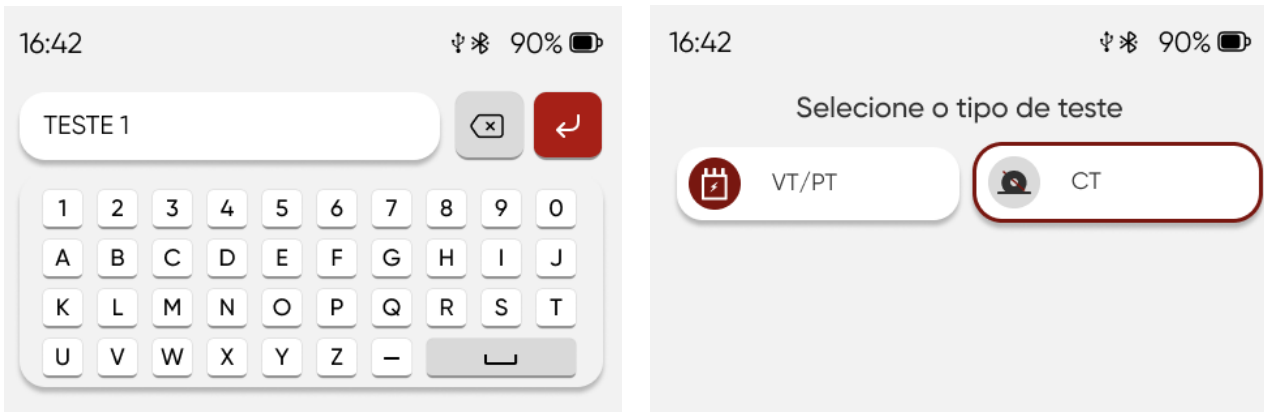 16:42 90%
TESTE 1
1 2 3 4 5 6 7 8 9 0
A B C D E F G H I J
K L M N O P Q R S T
U V W X Y Z –
16:42 90%
Selecione o tipo de teste
VT/PT CT